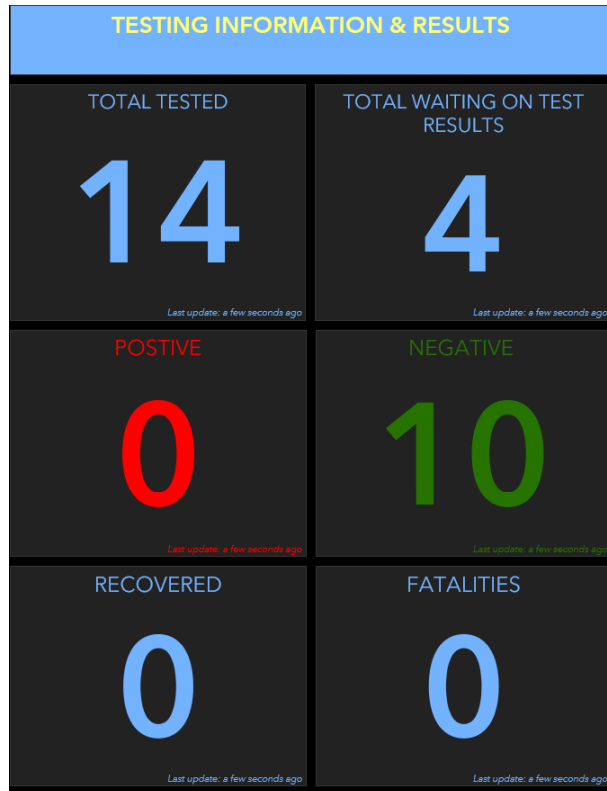 TESTING INFORMATION & RESULTS
TOTAL TESTED
14
Last update: a few seconds ago
TOTAL WAITING ON TEST
RESULTS
4
Last update: a few seconds ago
POSTIVE
0
Last update: a few seconds ago
NEGATIVE
10
Last update: a few seconds ago
RECOVERED
0
Last update: a few seconds ago
FATALITIES
0
Last update: a few seconds ago